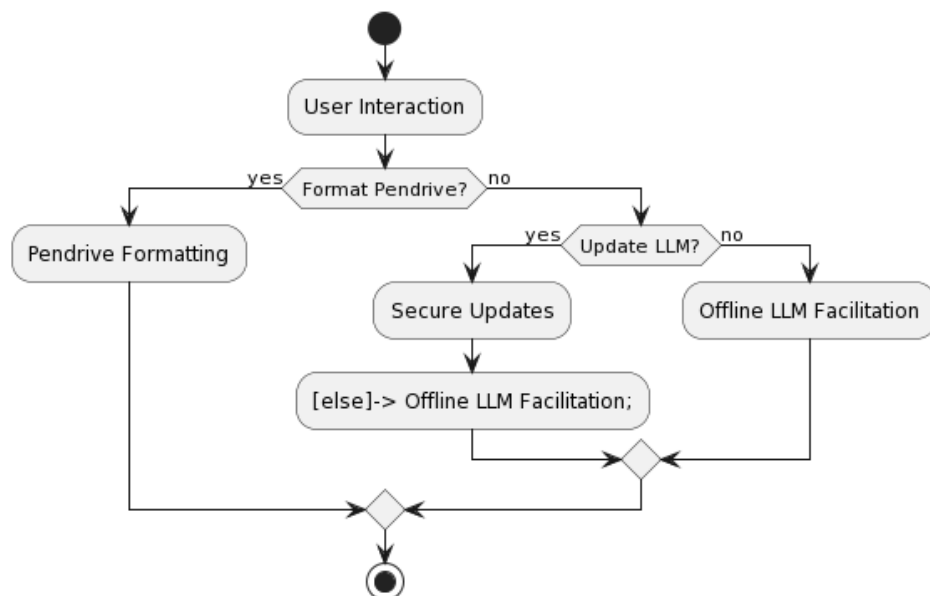 User Interaction
yes
Format Pendrive?
no
Pendrive Formatting
yes
Update LLM?
no
Secure Updates
Offline LLM Facilitation
[else]-> Offline LLM Facilitation;